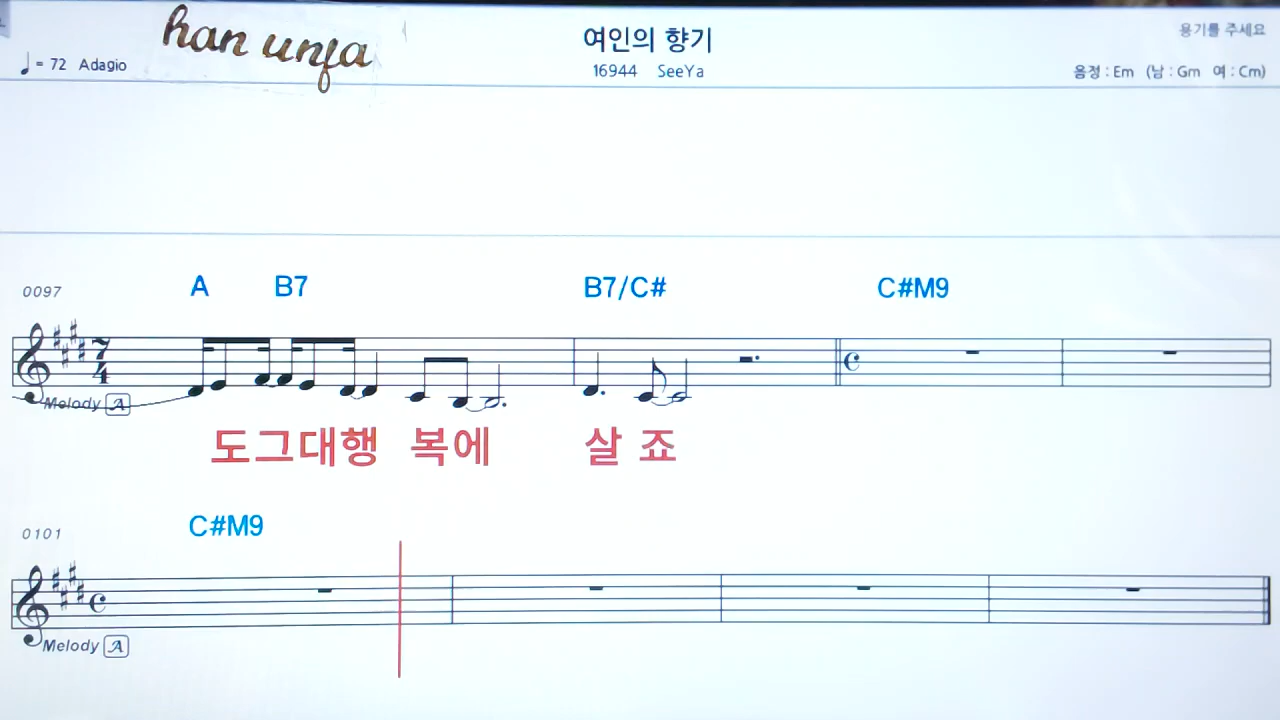 han unja
여인의 향기
용기를 주세요
♩= 72 Adagio
16944 SeeYa
음정 : Em (남 : Gm 여 : Cm)
0097
A B7 B7/C# C#M9
7
4
Melody A
도그대행 복에 살 죠
0101
C#M9
Melody A